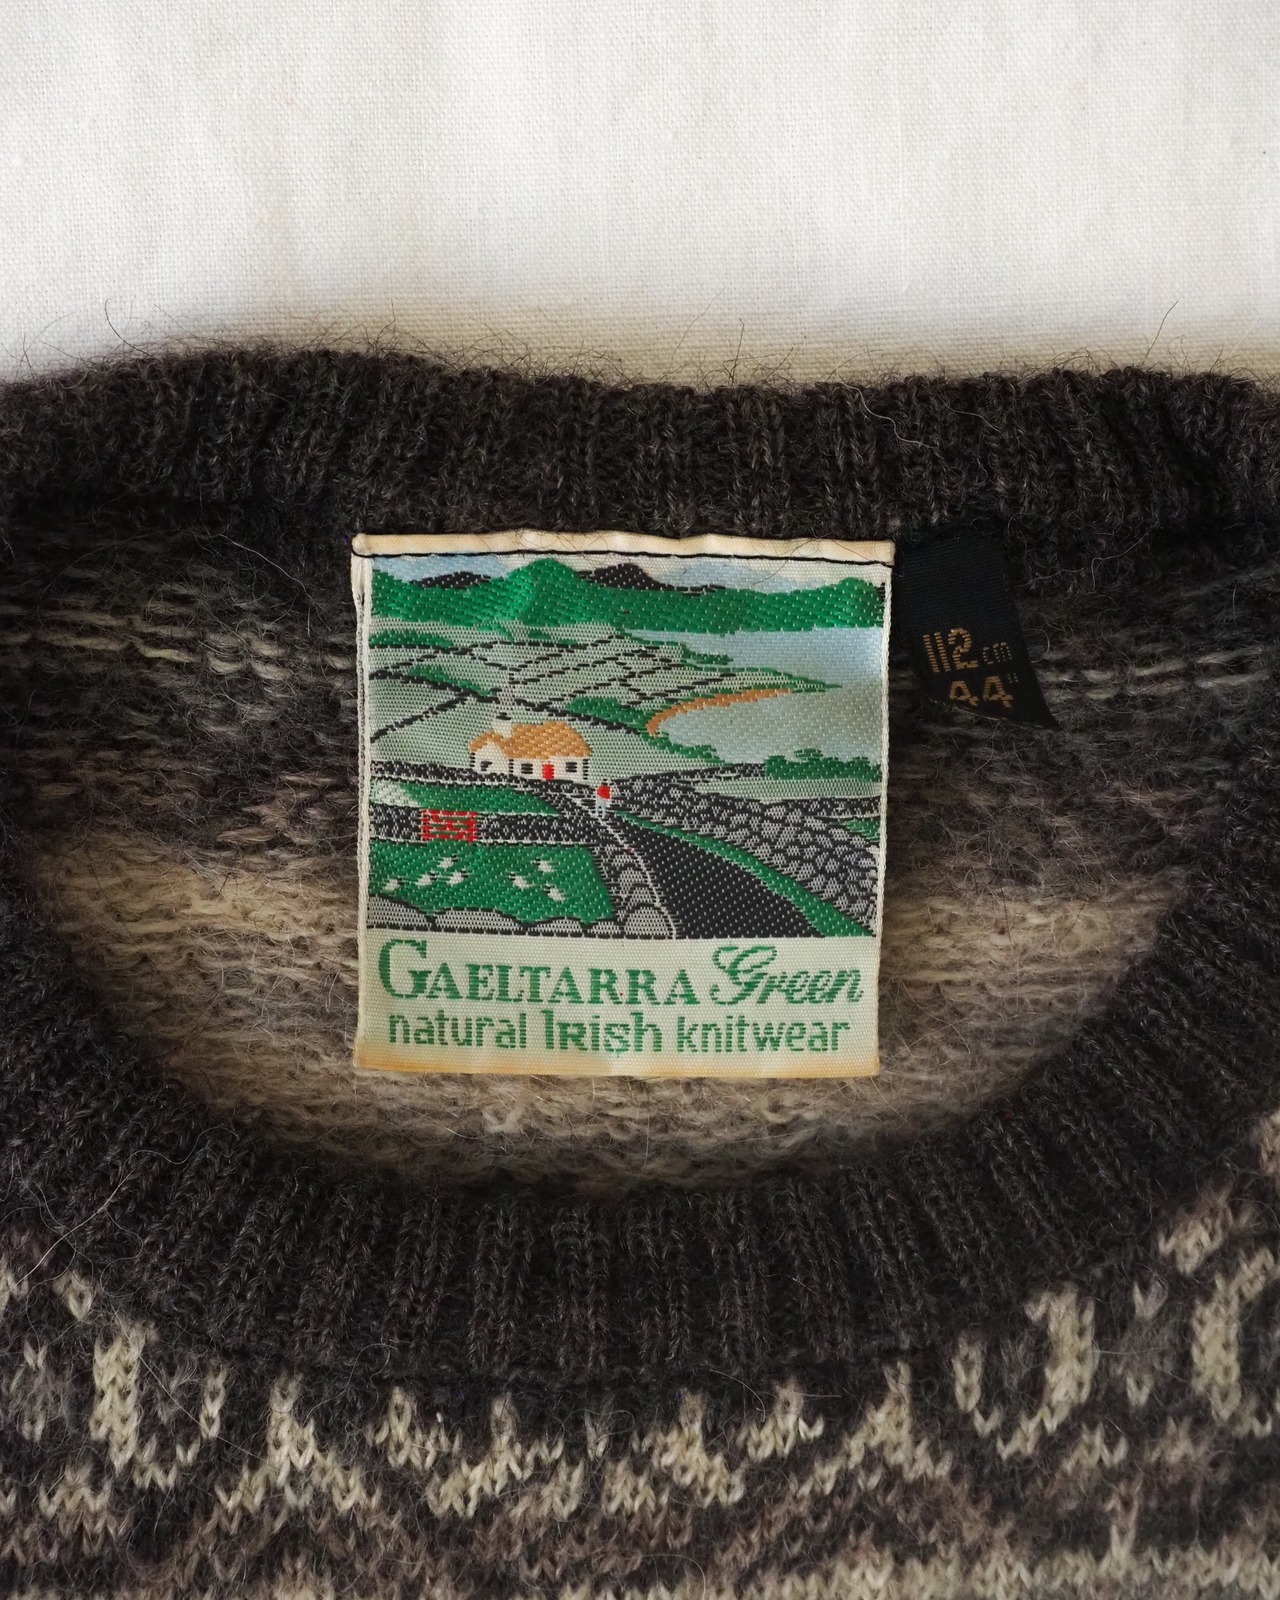 112 cm
44"
GAELTARRA Green
natural Irish knitwear